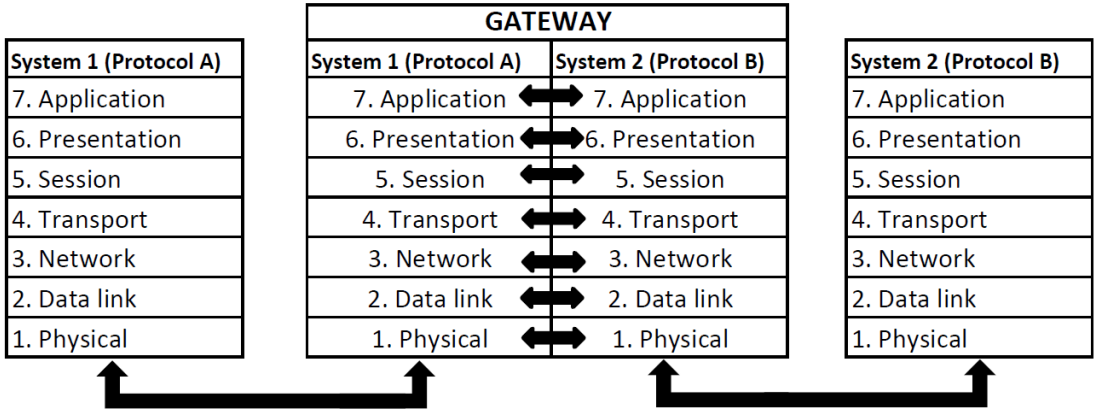 GATEWAY
System 1 (Protocol A)
7. Application
6. Presentation
5. Session
4. Transport
3. Network
2. Data link
1. Physical
System 1 (Protocol A)
7. Application
6. Presentation
5. Session
4. Transport
3. Network
2. Data link
1. Physical
System 2 (Protocol B)
7. Application
6. Presentation
5. Session
4. Transport
3. Network
2. Data link
1. Physical
System 2 (Protocol B)
7. Application
6. Presentation
5. Session
4. Transport
3. Network
2. Data link
1. Physical